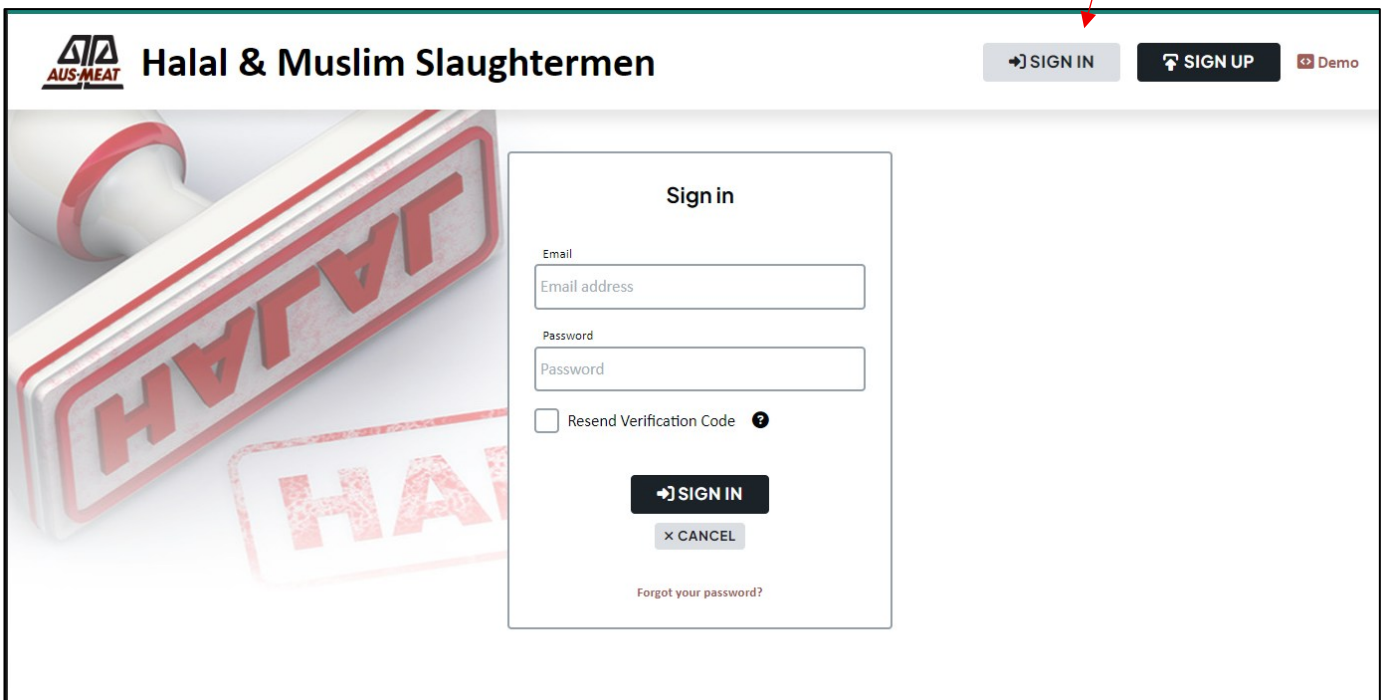 AUS-MEAT
Halal & Muslim Slaughtermen
SIGN IN
SIGN UP
Demo
HALAL
HA
Sign in
Email
Email address
Password
Password
Resend Verification Code ?
SIGN IN
× CANCEL
Forgot your password?